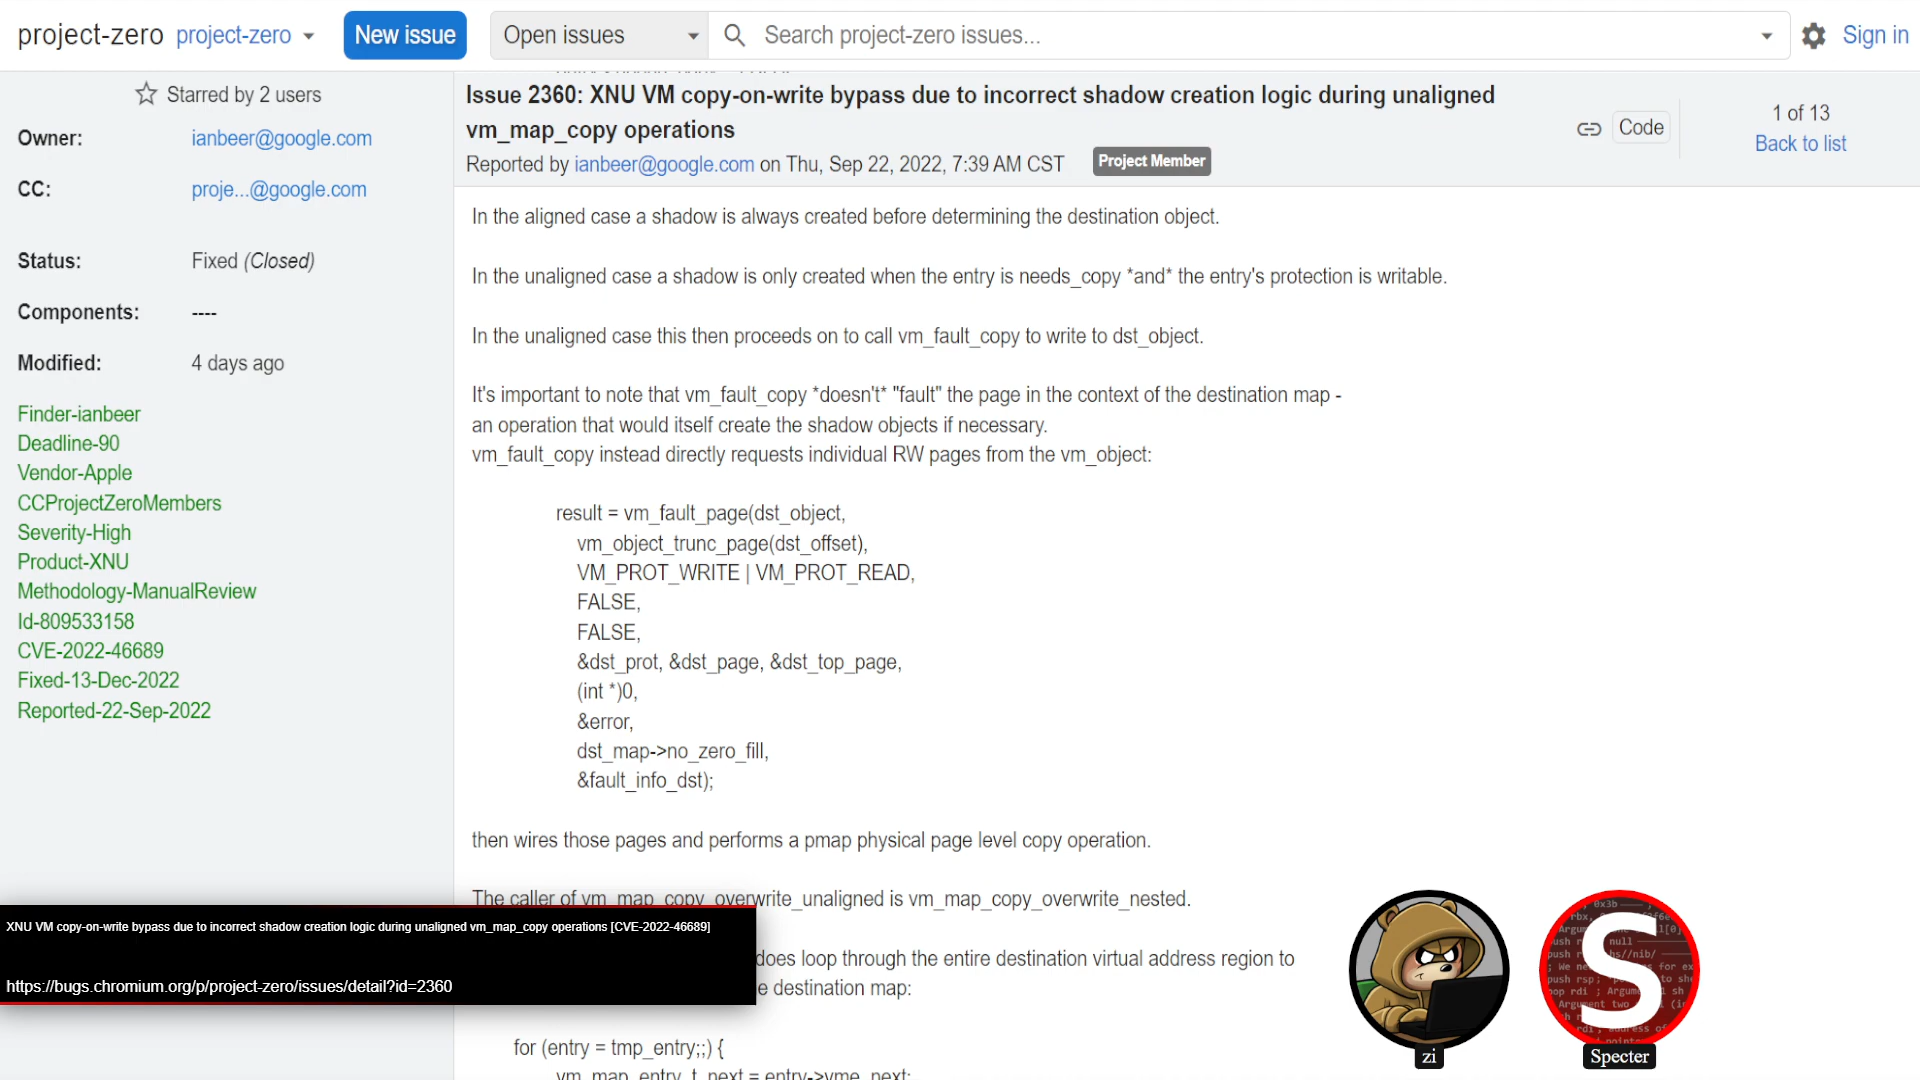 project-zero project-zero New issue Open issues Search project-zero issues... Sign in
Starred by 2 users
Owner: ianbeer@google.com
CC: proje...@google.com
Status: Fixed (Closed)
Components: ----
Modified: 4 days ago
Finder-ianbeer
Deadline-90
Vendor-Apple
CCProjectZeroMembers
Severity-High
Product-XNU
Methodology-ManualReview
Id-809533158
CVE-2022-46689
Fixed-13-Dec-2022
Reported-22-Sep-2022
Issue 2360: XNU VM copy-on-write bypass due to incorrect shadow creation logic during unaligned
vm_map_copy operations
Reported by ianbeer@google.com on Thu, Sep 22, 2022, 7:39 AM CST Project Member
Code
1 of 13
Back to list
In the aligned case a shadow is always created before determining the destination object.
In the unaligned case a shadow is only created when the entry is needs_copy *and* the entry's protection is writable.
In the unaligned case this then proceeds on to call vm_fault_copy to write to dst_object.
It's important to note that vm_fault_copy *doesn't* "fault" the page in the context of the destination map -
an operation that would itself create the shadow objects if necessary.
vm_fault_copy instead directly requests individual RW pages from the vm_object:
result = vm_fault_page(dst_object,
vm_object_trunc_page(dst_offset),
VM_PROT_WRITE | VM_PROT_READ,
FALSE,
FALSE,
&dst_prot, &dst_page, &dst_top_page,
(int *)0,
&error,
dst_map->no_zero_fill,
&fault_info_dst);
then wires those pages and performs a pmap physical page level copy operation.
The caller of vm_map_copy_overwrite_unaligned is vm_map_copy_overwrite_nested.
does loop through the entire destination virtual address region to
e destination map:
for (entry = tmp_entry;;) {
vm_map_entry_t next = entry->vme_next;
XNU VM copy-on-write bypass due to incorrect shadow creation logic during unaligned vm_map_copy operations [CVE-2022-46689]
https://bugs.chromium.org/p/project-zero/issues/detail?id=2360
zi
S
Specter